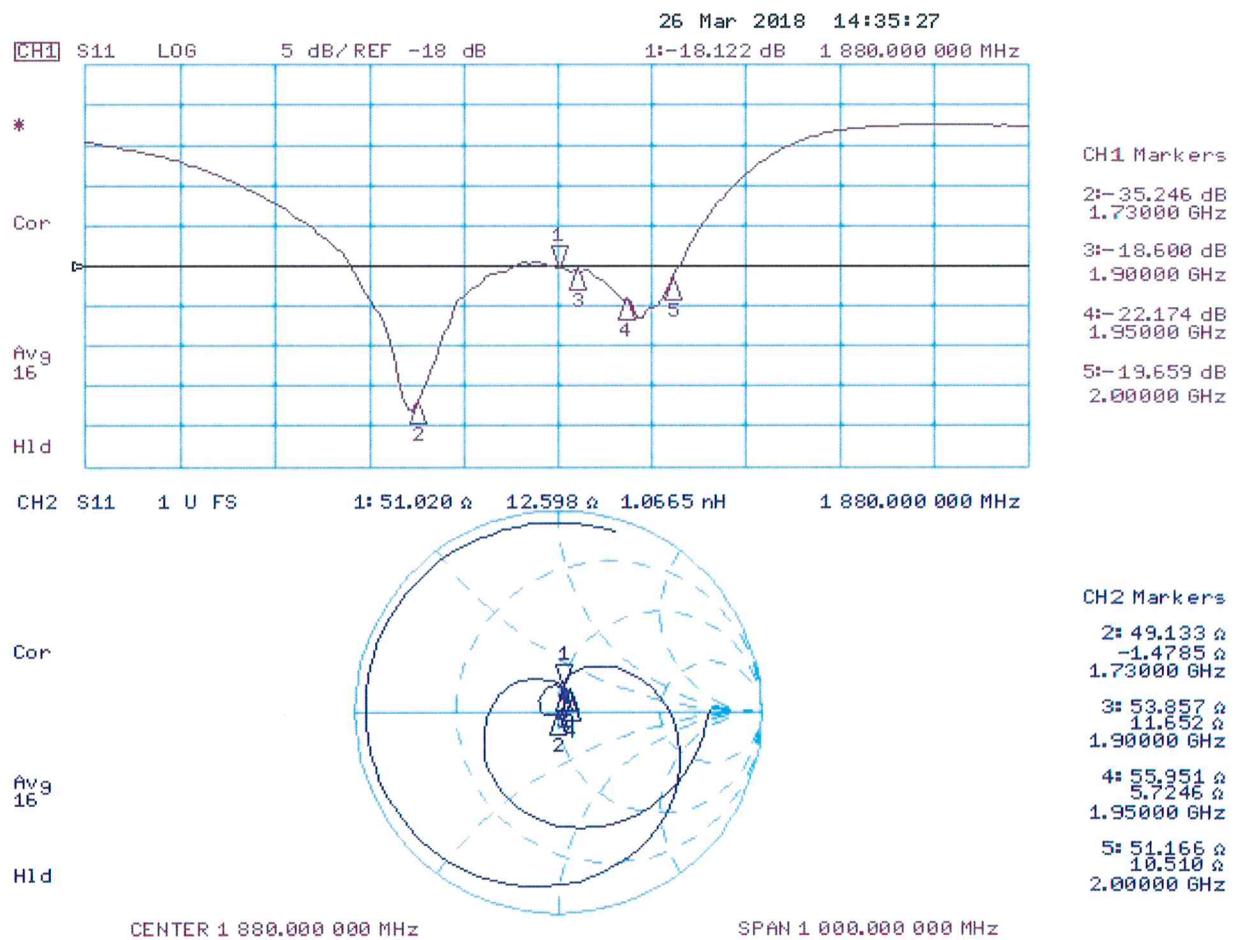 26 Mar 2018 14:35:27
CH1 S11 LOG 5 dB/REF -18 dB 1:-18.122 dB 1 880.000 000 MHz
*
CH1 Markers
2:-35.246 dB
1.73000 GHz
Cor
3:-18.600 dB
1.90000 GHz
1
3
4
5
4:-22.174 dB
1.95000 GHz
Avg
16
5:-19.659 dB
2.00000 GHz
2
Hld
CH2 S11 1 U FS 1: 51.020 Ω 12.598 Ω 1.0665 nH 1 880.000 000 MHz
CH2 Markers
2: 49.133 Ω
-1.4785 Ω
1.73000 GHz
Cor
1
3: 53.857 Ω
11.652 Ω
1.90000 GHz
4
2
4: 55.951 Ω
5.7246 Ω
1.95000 GHz
Avg
16
5: 51.166 Ω
10.510 Ω
2.00000 GHz
Hld
CENTER 1 880.000 000 MHz SPAN 1 000.000 000 MHz